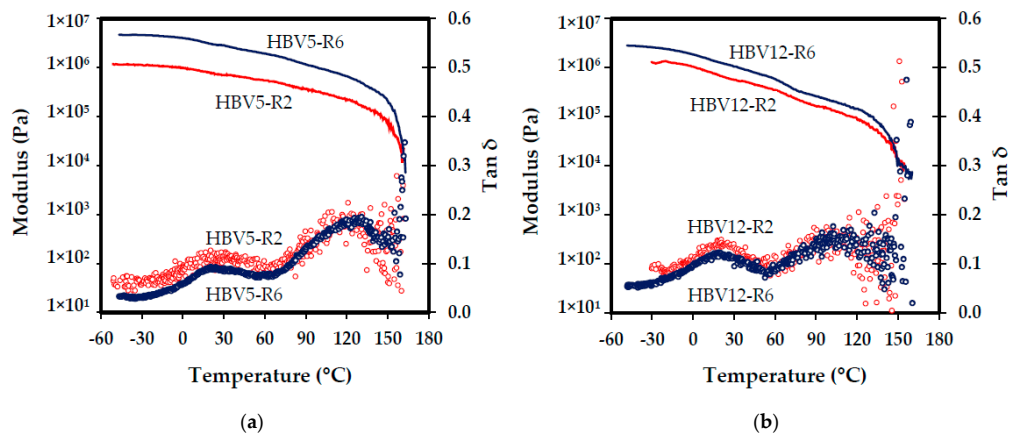 1×10⁷
1×10⁶
1×10⁵
1×10⁴
1×10³
1×10²
1×10¹
Modulus (Pa)
HBV5-R6
HBV5-R2
HBV5-R2
HBV5-R6
0.6
0.5
0.4
0.3
0.2
0.1
0.0
Tan δ
-60 -30 0 30 60 90 120 150 180
Temperature (°C)
(a)
1×10⁷
1×10⁶
1×10⁵
1×10⁴
1×10³
1×10²
1×10¹
Modulus (Pa)
HBV12-R6
HBV12-R2
HBV12-R2
HBV12-R6
0.6
0.5
0.4
0.3
0.2
0.1
0.0
Tan δ
-60 -30 0 30 60 90 120 150 180
Temperature (°C)
(b)